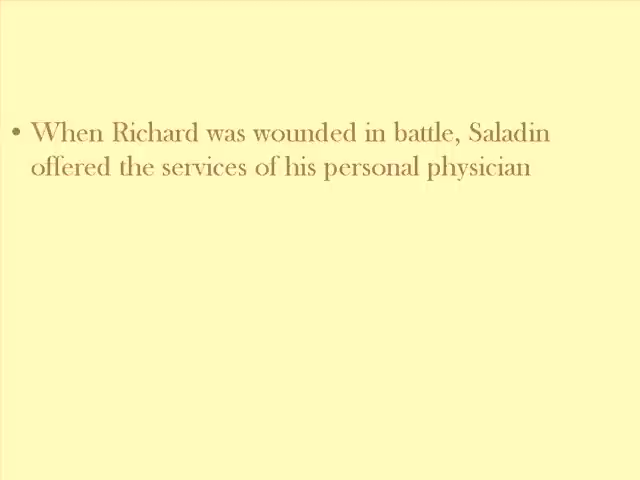 • When Richard was wounded in battle, Saladin
offered the services of his personal physician